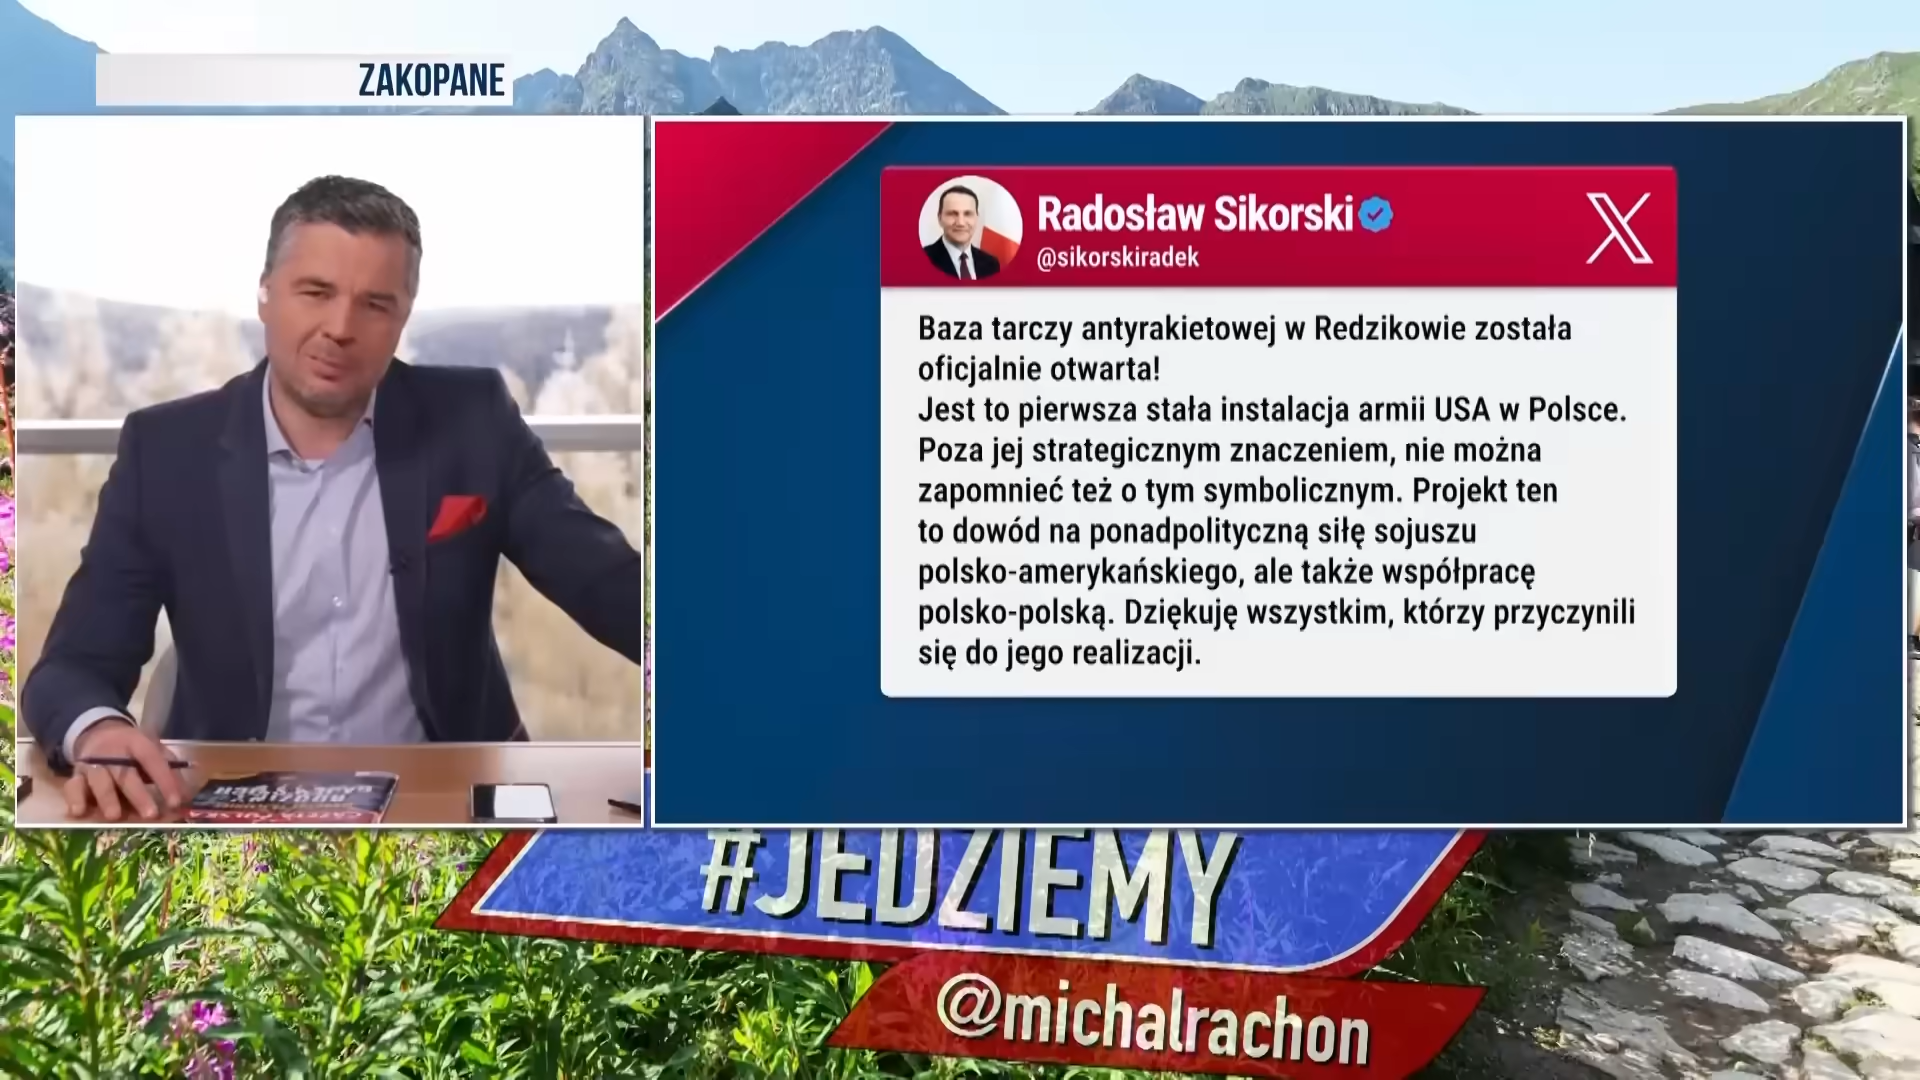 ZAKOPANE
Radosław Sikorski
@sikorskiradek
Baza tarczy antyrakietowej w Redzikowie została
oficjalnie otwarta!
Jest to pierwsza stała instalacja armii USA w Polsce.
Poza jej strategicznym znaczeniem, nie można
zapomnieć też o tym symbolicznym. Projekt ten
to dowód na ponadpolityczną siłę sojuszu
polsko-amerykańskiego, ale także współpracę
polsko-polską. Dziękuję wszystkim, którzy przyczynili
się do jego realizacji.
GAZETA POLSKA
#JEDZIEMY
@michalrachon